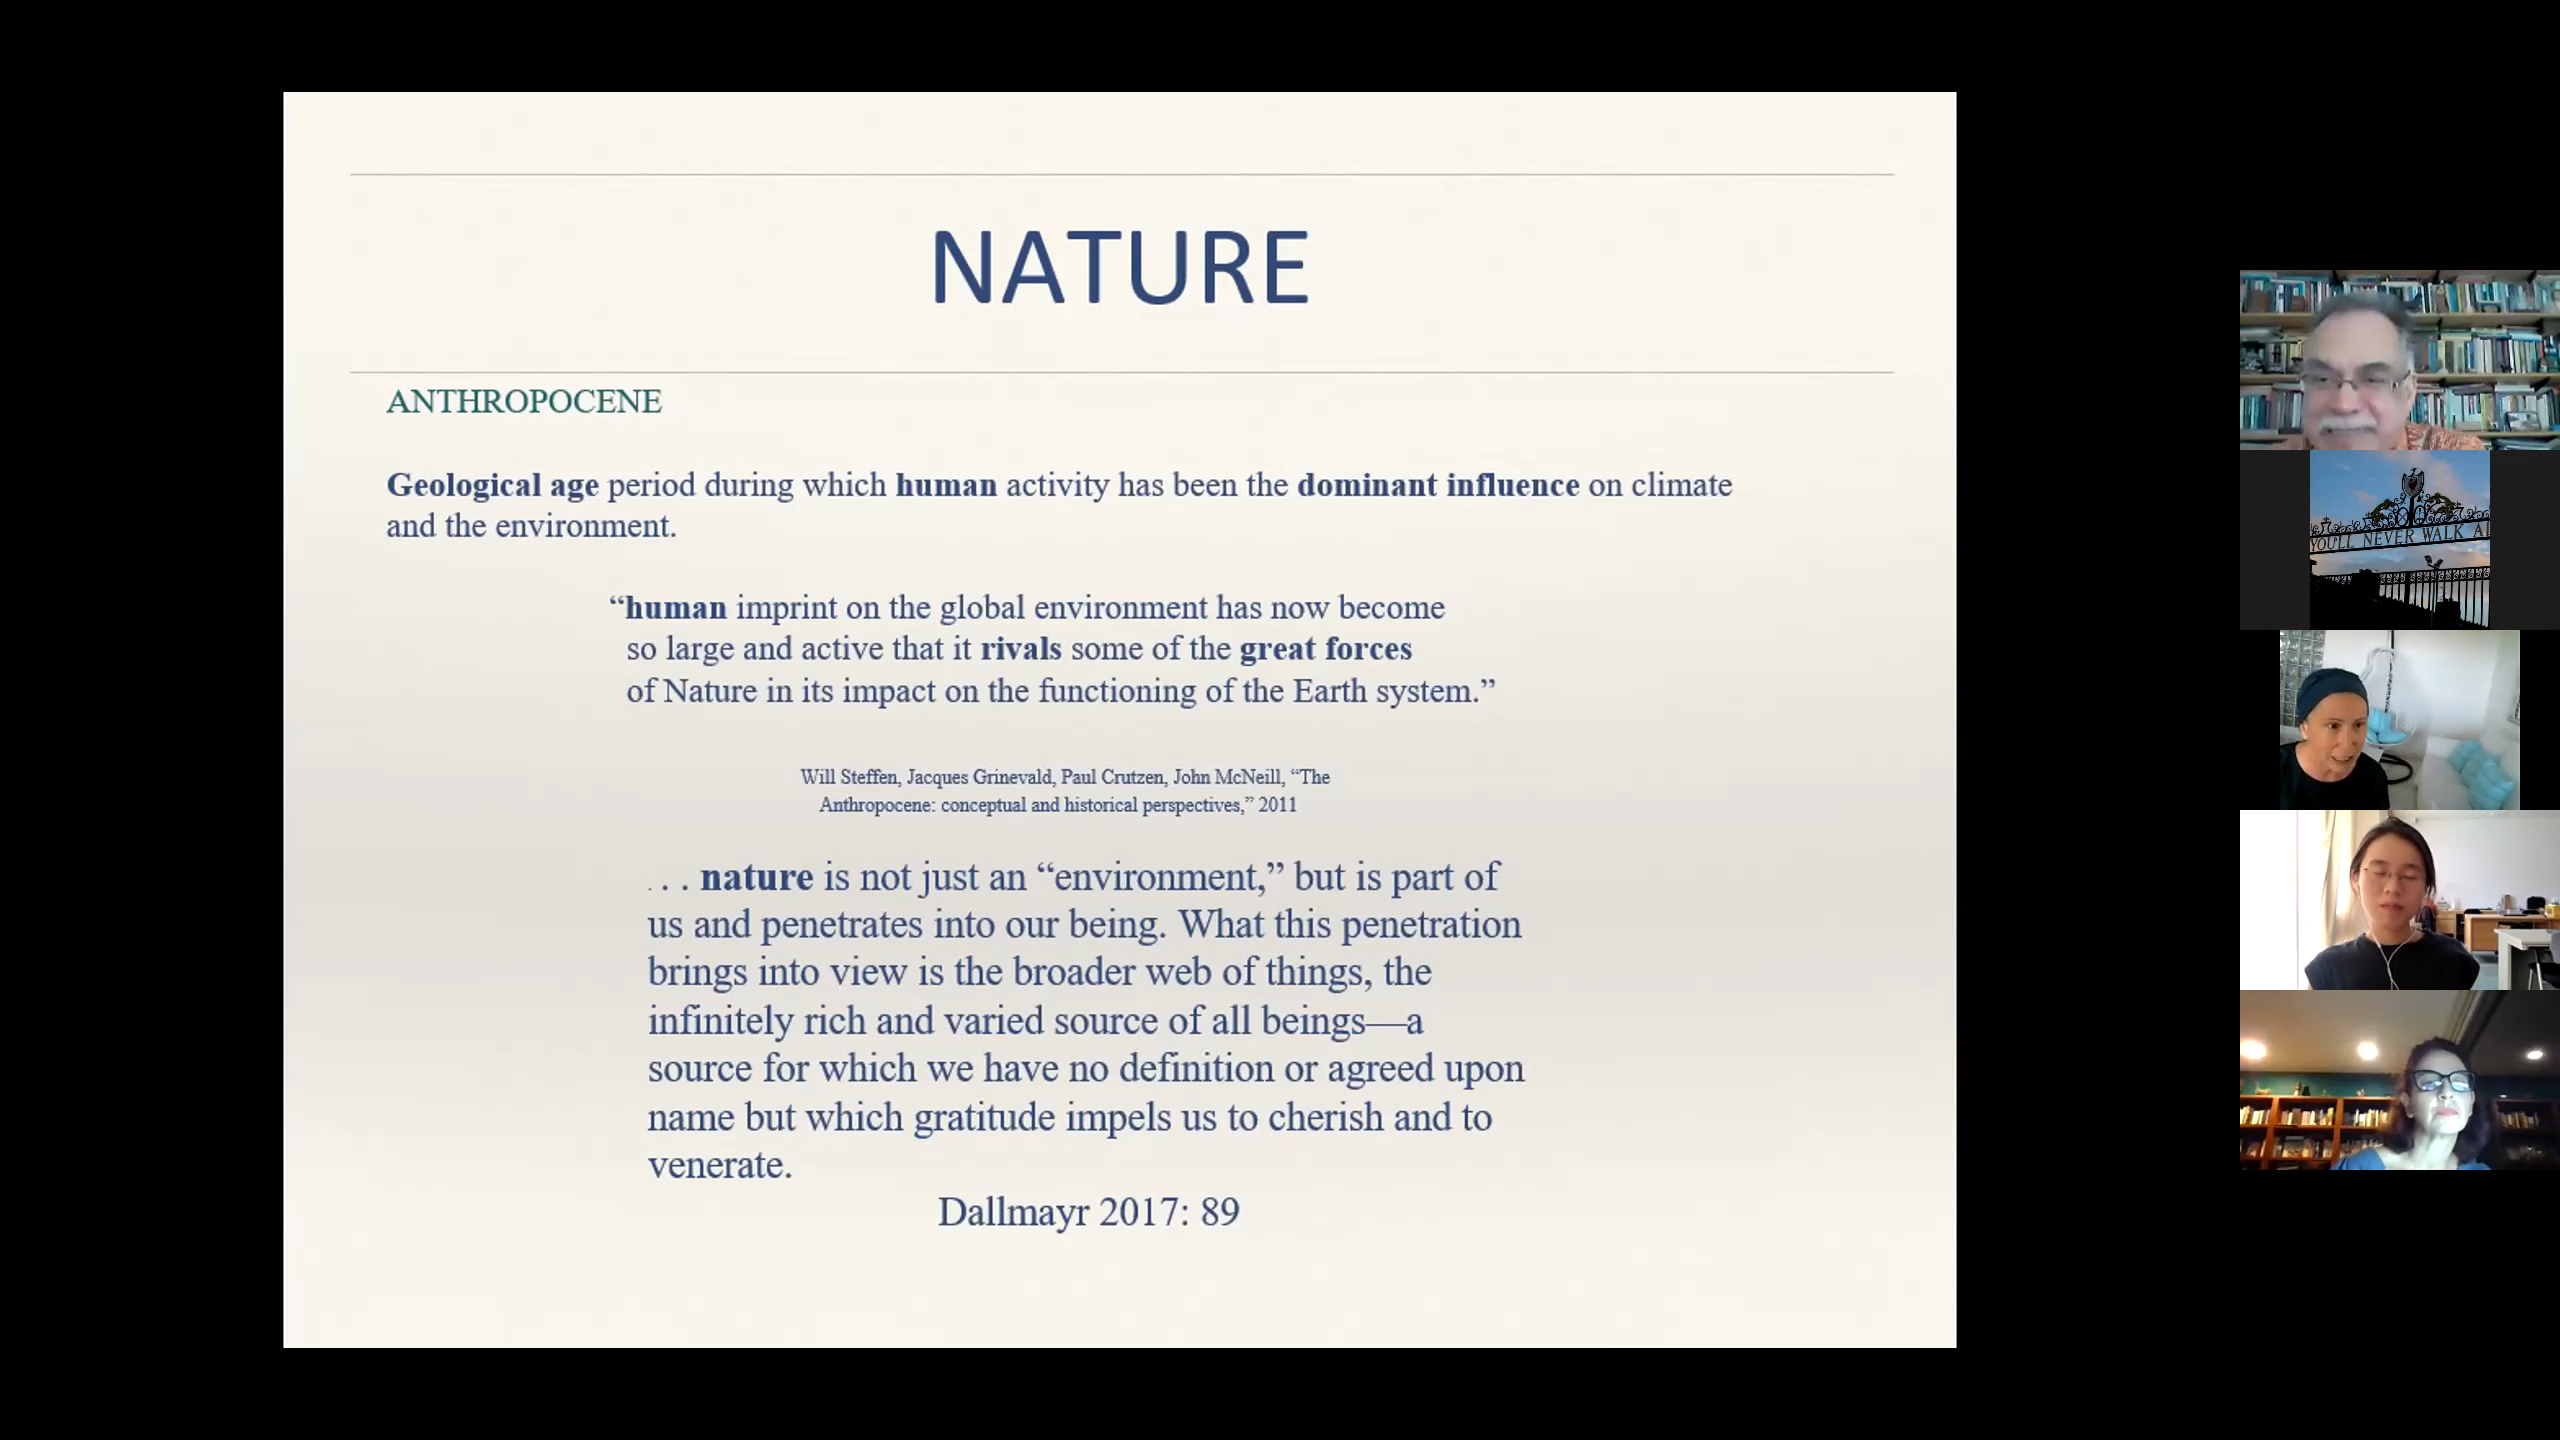 NATURE
ANTHROPOCENE
Geological age period during which human activity has been the dominant influence on climate
and the environment.
“human imprint on the global environment has now become
so large and active that it rivals some of the great forces
of Nature in its impact on the functioning of the Earth system.”
Will Steffen, Jacques Grinevald, Paul Crutzen, John McNeill, “The
Anthropocene: conceptual and historical perspectives,” 2011
. . . nature is not just an “environment,” but is part of
us and penetrates into our being. What this penetration
brings into view is the broader web of things, the
infinitely rich and varied source of all beings—a
source for which we have no definition or agreed upon
name but which gratitude impels us to cherish and to
venerate.
Dallmayr 2017: 89
YOU'LL NEVER WALK AL